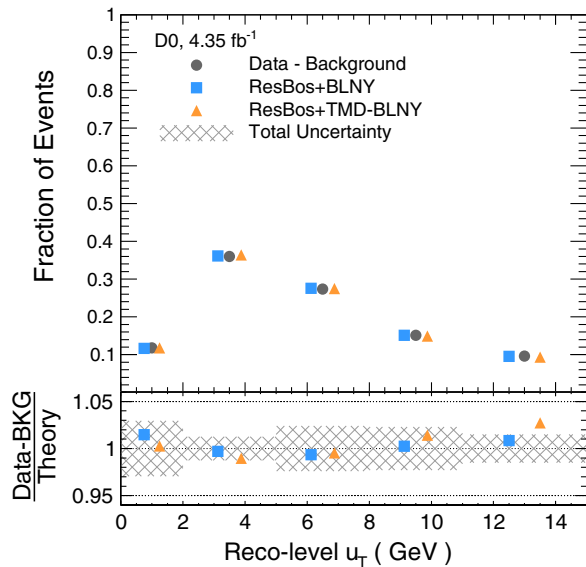 1
0.9
0.8
0.7
0.6
0.5
0.4
0.3
0.2
0.1
Fraction of Events
D0, 4.35 fb⁻¹
Data - Background
ResBos+BLNY
ResBos+TMD-BLNY
Total Uncertainty
1.05
1
0.95
Data-BKG
Theory
0 2 4 6 8 10 12 14
Reco-level u_T ( GeV )